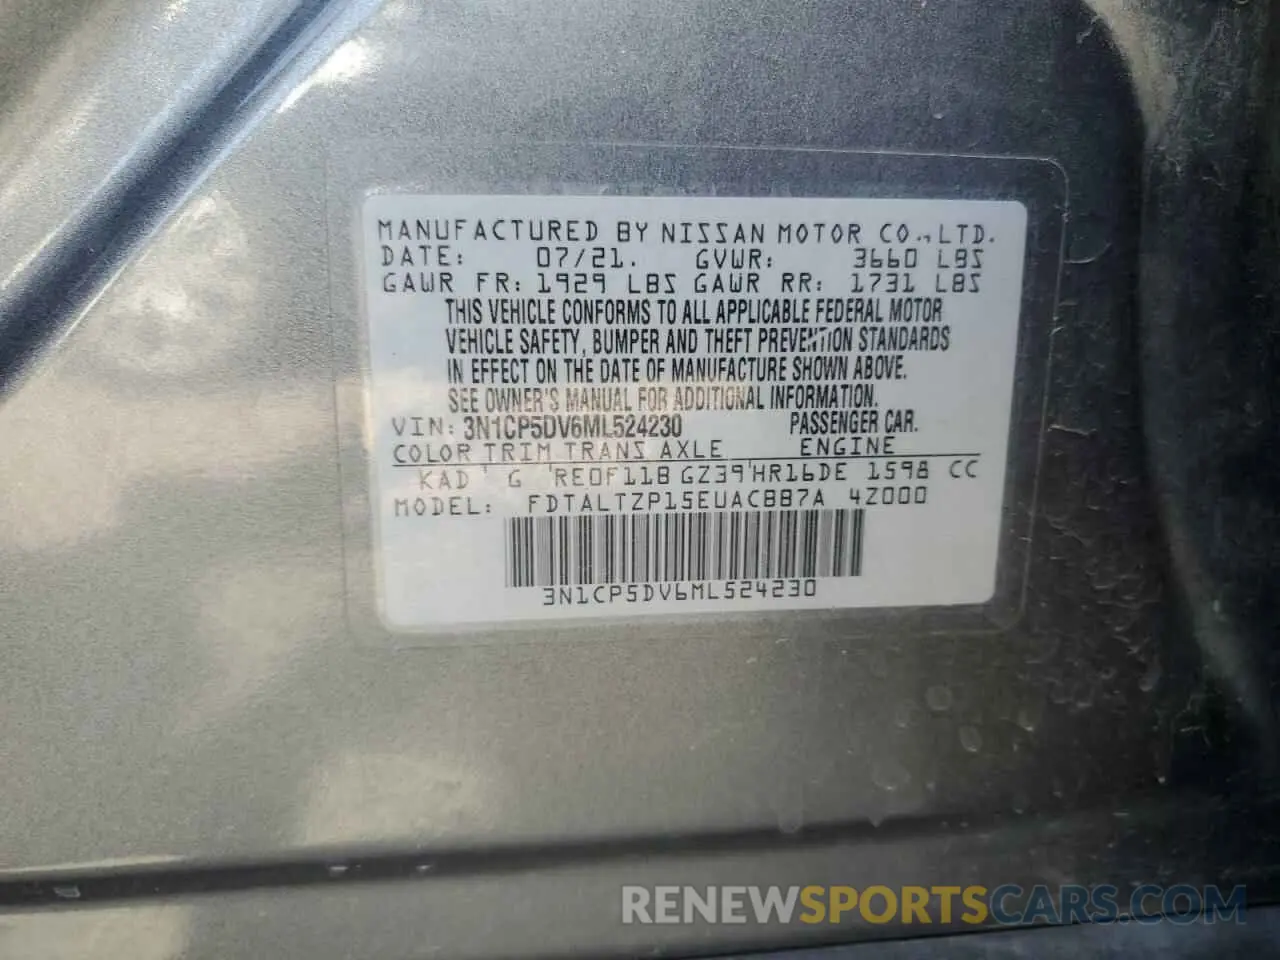 MANUFACTURED BY NISSAN MOTOR CO., LTD.
DATE: 07/21. GVWR: 3660 LBS
GAWR FR: 1929 LBS GAWR RR: 1731 LBS
THIS VEHICLE CONFORMS TO ALL APPLICABLE FEDERAL MOTOR
VEHICLE SAFETY, BUMPER AND THEFT PREVENTION STANDARDS
IN EFFECT ON THE DATE OF MANUFACTURE SHOWN ABOVE.
SEE OWNER'S MANUAL FOR ADDITIONAL INFORMATION.
VIN: 3N1CP5DV6ML524230 PASSENGER CAR.
COLOR TRIM TRANS AXLE ENGINE
KAD ' G 'RE0F11B GZ39'HR16DE 1598 CC
MODEL: FDTALTZP15EUACBB7A 4Z000
3N1CP5DV6ML524230
RENEWSPORTSCARS.COM